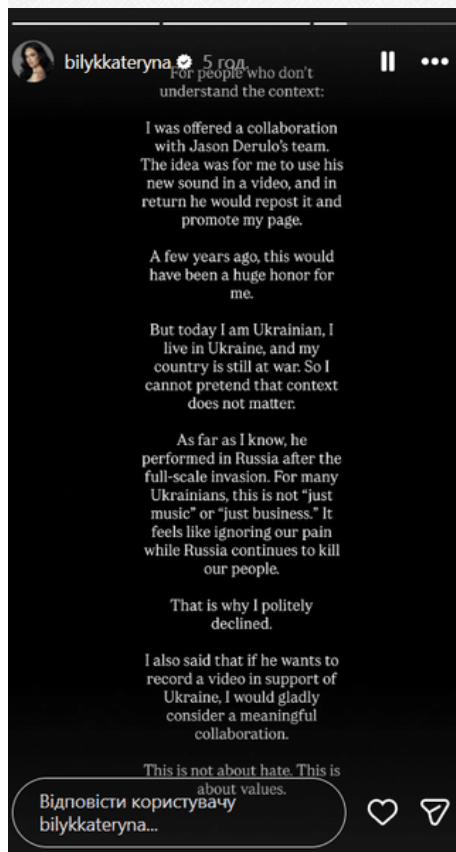 bilykkateryna 5 год.
For people who don't
understand the context:
I was offered a collaboration
with Jason Derulo's team.
The idea was for me to use his
new sound in a video, and in
return he would repost it and
promote my page.
A few years ago, this would
have been a huge honor for
me.
But today I am Ukrainian, I
live in Ukraine, and my
country is still at war. So I
cannot pretend that context
does not matter.
As far as I know, he
performed in Russia after the
full-scale invasion. For many
Ukrainians, this is not “just
music” or “just business.” It
feels like ignoring our pain
while Russia continues to kill
our people.
That is why I politely
declined.
I also said that if he wants to
record a video in support of
Ukraine, I would gladly
consider a meaningful
collaboration.
This is not about hate. This is
about values.
Відповісти користувачу
bilykkateryna...